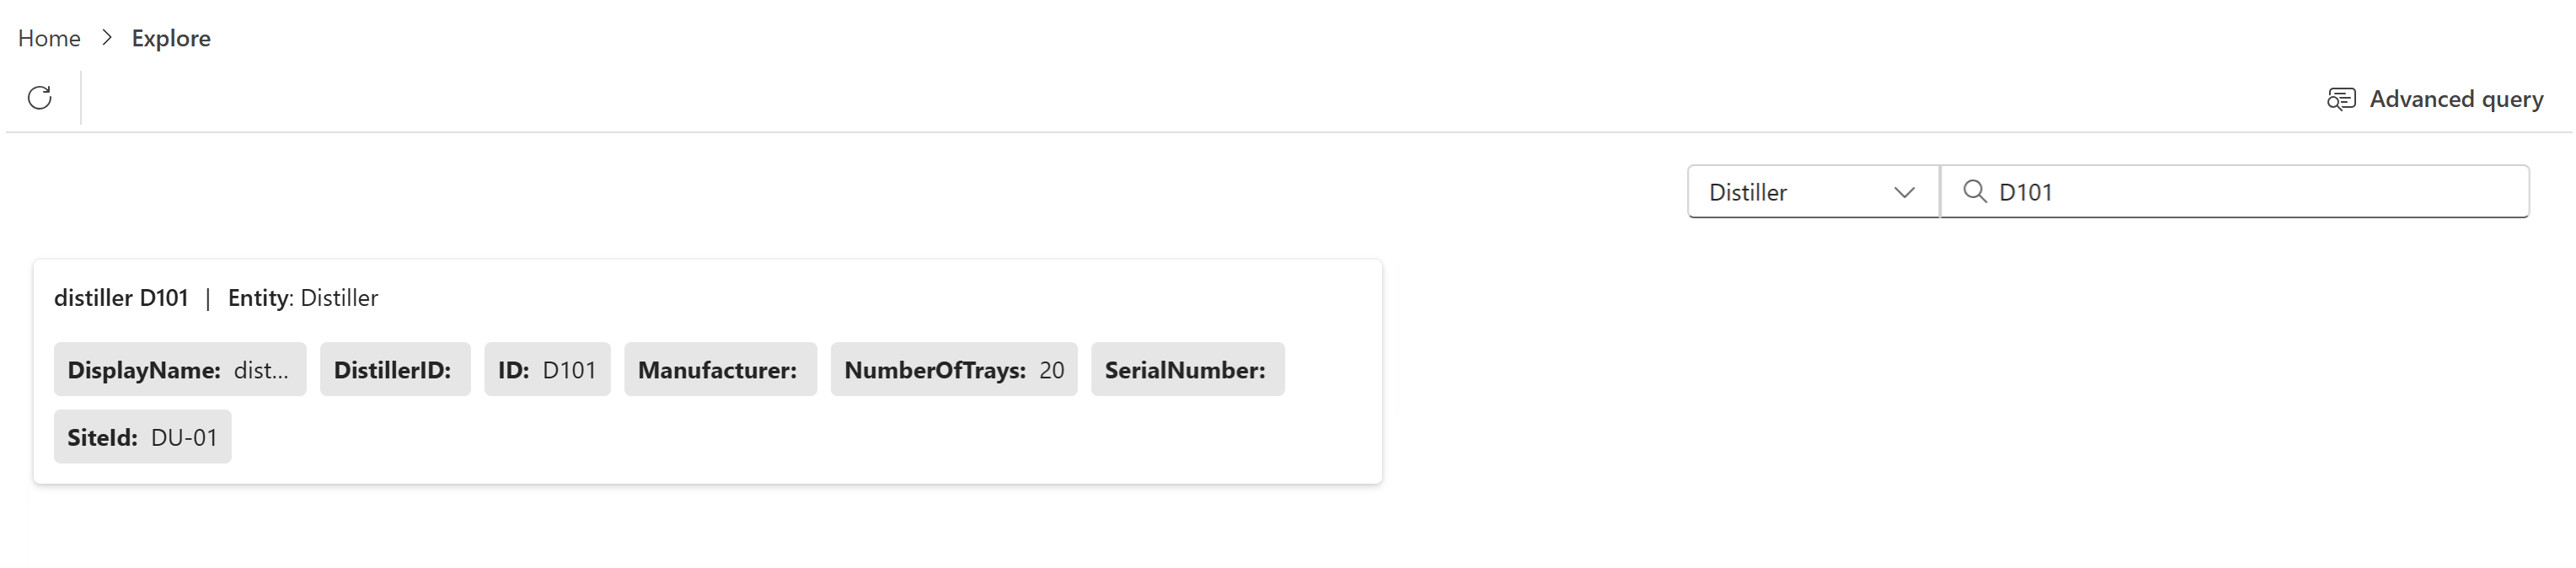 Home > Explore
Advanced query
Distiller D101
distiller D101 | Entity: Distiller
DisplayName: dist... DistillerID: ID: D101 Manufacturer: NumberOfTrays: 20 SerialNumber:
SiteId: DU-01